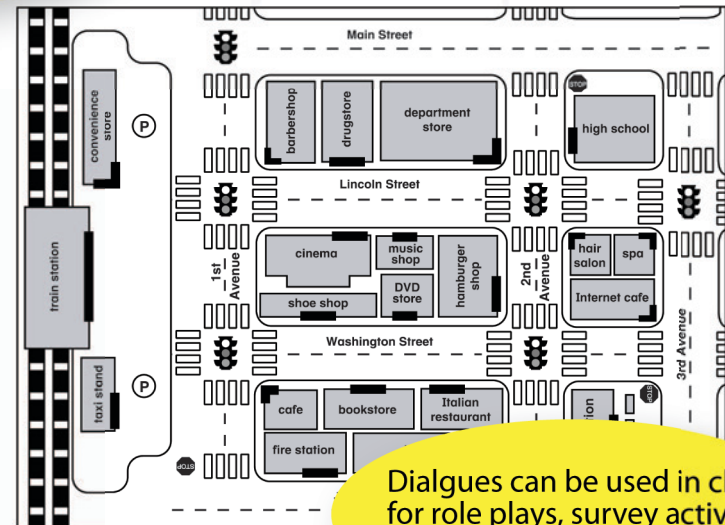 Main Street
STOP
convenience
store
P
barbershop
drugstore
department
store
high school
Lincoln Street
train station
1st
Avenue
cinema
music
shop
hamburger
shop
2nd
Avenue
hair
salon
spa
shoe shop
DVD
store
Internet cafe
3rd Avenue
Washington Street
taxi stand
P
cafe
bookstore
Italian
restaurant
STOP
fire station
STOP
Dialgues can be used in
for role plays, survey